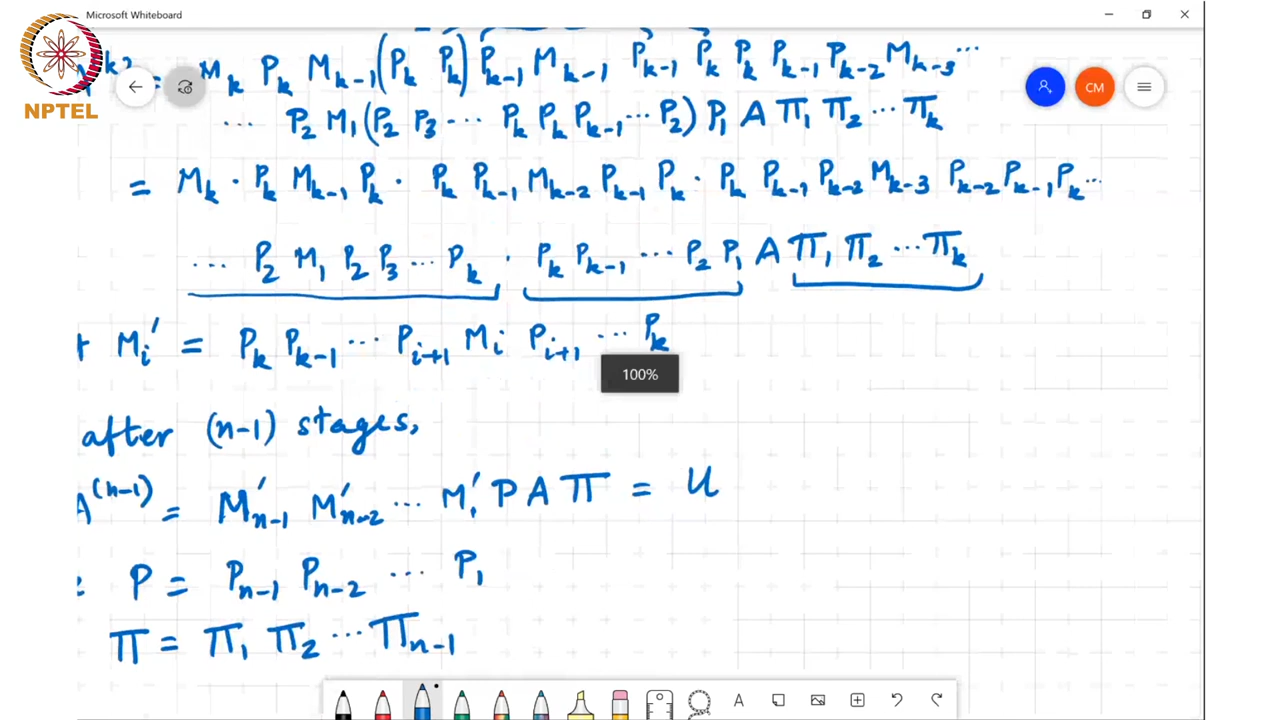 Microsoft Whiteboard
NPTEL
CM
= M_k P_k M_{k-1} (P_k P_k) P_{k-1} M_{k-1} P_{k-1} P_k P_k P_{k-1} P_{k-2} M_{k-3} ...
... P_2 M_1 (P_2 P_3 ... P_k P_k P_{k-1} ... P_2) P_1 A Π_1 Π_2 ... Π_k
= M_k · P_k M_{k-1} P_k · P_k P_{k-1} M_{k-2} P_{k-1} P_k · P_k P_{k-1} P_{k-2} M_{k-3} P_{k-2} P_{k-1} P_k ...
... P_2 M_1 P_2 P_3 ... P_k · P_k P_{k-1} ... P_2 P_1 A Π_1 Π_2 ... Π_k
M_i' = P_k P_{k-1} ... P_{i+1} M_i P_{i+1} ... P_k
100%
after (n-1) stages,
A^{(n-1)} = M'_{n-1} M'_{n-2} ... M_1' P A Π = U
P = P_{n-1} P_{n-2} ... P_1
Π = Π_1 Π_2 ... Π_{n-1}
A